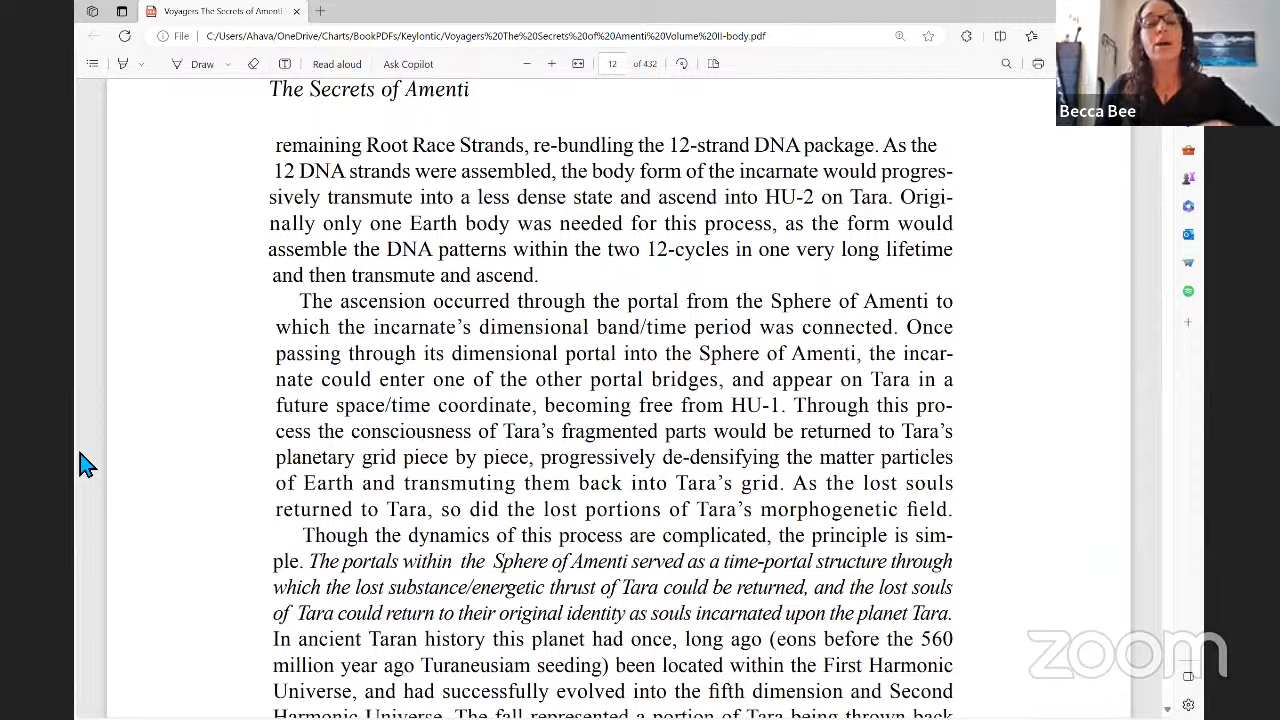 Voyagers The Secrets of Amenti
File
C:/Users/Ahava/OneDrive/Charts/BookPDFs/Keylontic/Voyagers%20The%20Secrets%20of%20Amenti%20Volume%20II-body.pdf
Draw
Read aloud
Ask Copilot
12 of 432
Becca Bee
The Secrets of Amenti
remaining Root Race Strands, re-bundling the 12-strand DNA package. As the
12 DNA strands were assembled, the body form of the incarnate would progres-
sively transmute into a less dense state and ascend into HU-2 on Tara. Origi-
nally only one Earth body was needed for this process, as the form would
assemble the DNA patterns within the two 12-cycles in one very long lifetime
and then transmute and ascend.
The ascension occurred through the portal from the Sphere of Amenti to
which the incarnate's dimensional band/time period was connected. Once
passing through its dimensional portal into the Sphere of Amenti, the incar-
nate could enter one of the other portal bridges, and appear on Tara in a
future space/time coordinate, becoming free from HU-1. Through this pro-
cess the consciousness of Tara's fragmented parts would be returned to Tara's
planetary grid piece by piece, progressively de-densifying the matter particles
of Earth and transmuting them back into Tara's grid. As the lost souls
returned to Tara, so did the lost portions of Tara's morphogenetic field.
Though the dynamics of this process are complicated, the principle is sim-
ple. The portals within the Sphere of Amenti served as a time-portal structure through
which the lost substance/energetic thrust of Tara could be returned, and the lost souls
of Tara could return to their original identity as souls incarnated upon the planet Tara.
In ancient Taran history this planet had once, long ago (eons before the 560
million year ago Turaneusiam seeding) been located within the First Harmonic
Universe, and had successfully evolved into the fifth dimension and Second
Harmonic Universe. The fall represented a portion of Tara being thrown back
zoom